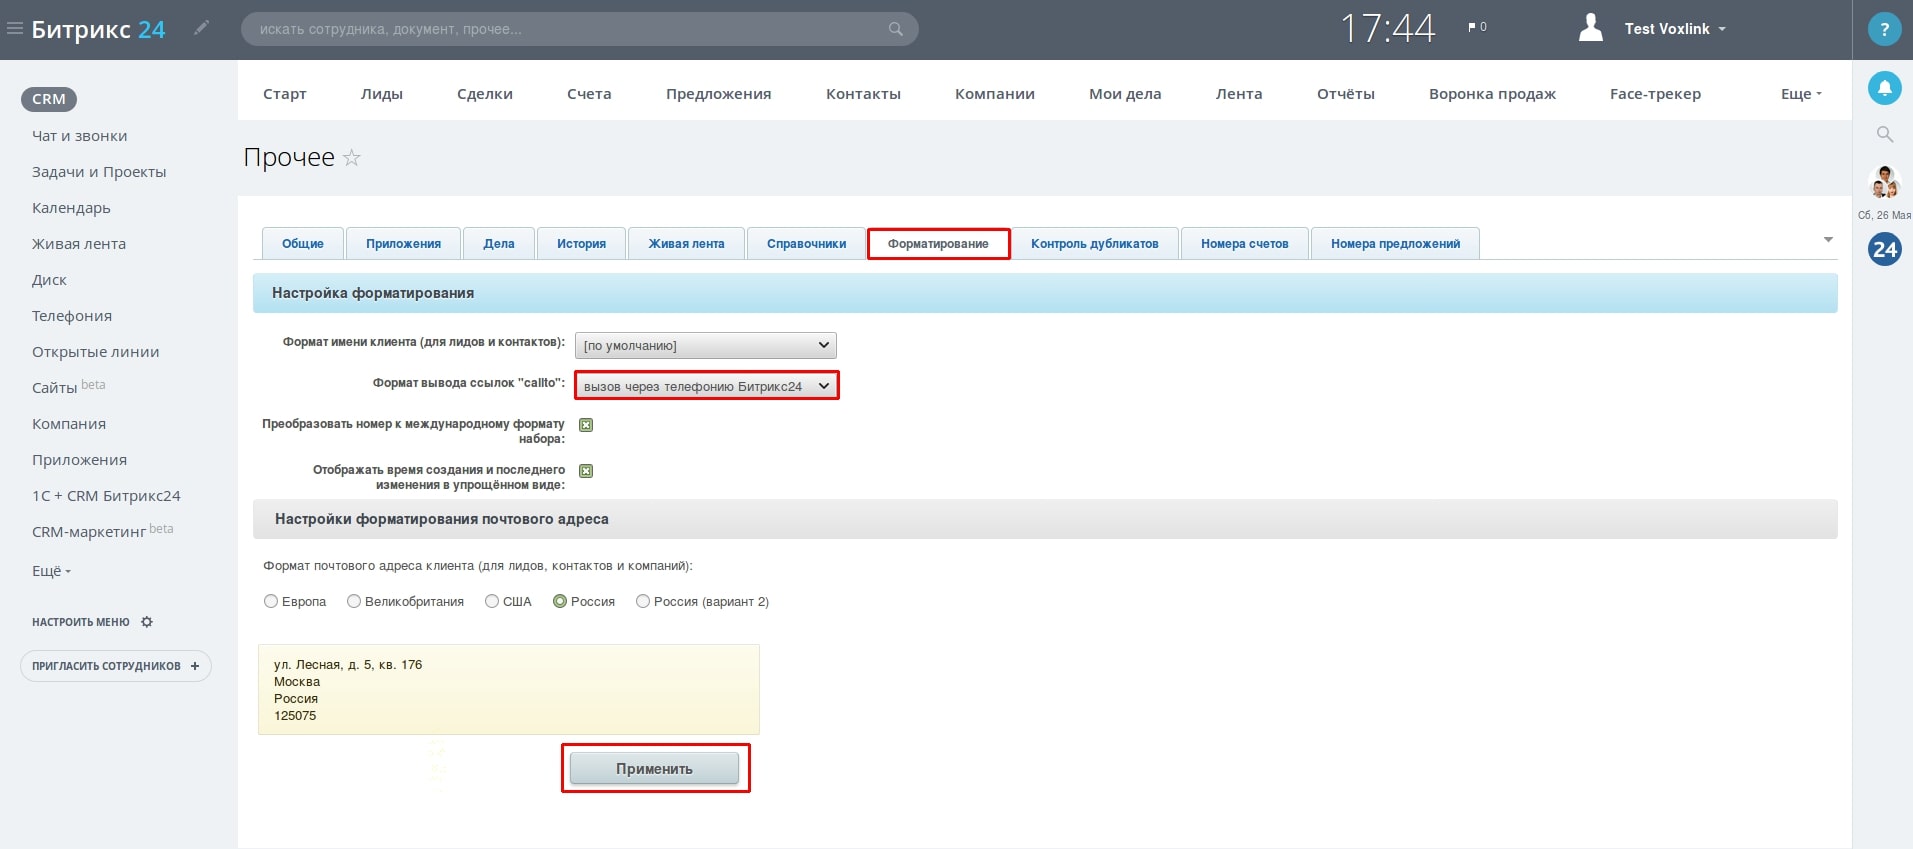 Битрикс 24
искать сотрудника, документ, прочее...
17:44
0
Test Voxlink
?
CRM
Чат и звонки
Задачи и Проекты
Календарь
Живая лента
Диск
Телефония
Открытые линии
Сайты beta
Компания
Приложения
1С + CRM Битрикс24
CRM-маркетинг beta
Ещё
НАСТРОИТЬ МЕНЮ
ПРИГЛАСИТЬ СОТРУДНИКОВ +
Старт Лиды Сделки Счета Предложения Контакты Компании Мои дела Лента Отчёты Воронка продаж Face-трекер Еще
Прочее
Общие Приложения Дела История Живая лента Справочники Форматирование Контроль дубликатов Номера счетов Номера предложений
Настройка форматирования
Формат имени клиента (для лидов и контактов): [по умолчанию]
Формат вывода ссылок "callto": вызов через телефонию Битрикс24
Преобразовать номер к международному формату
набора:
Отображать время создания и последнего
изменения в упрощённом виде:
Настройки форматирования почтового адреса
Формат почтового адреса клиента (для лидов, контактов и компаний):
Европа Великобритания США Россия Россия (вариант 2)
ул. Лесная, д. 5, кв. 176
Москва
Россия
125075
Применить
Сб, 26 Мая
24